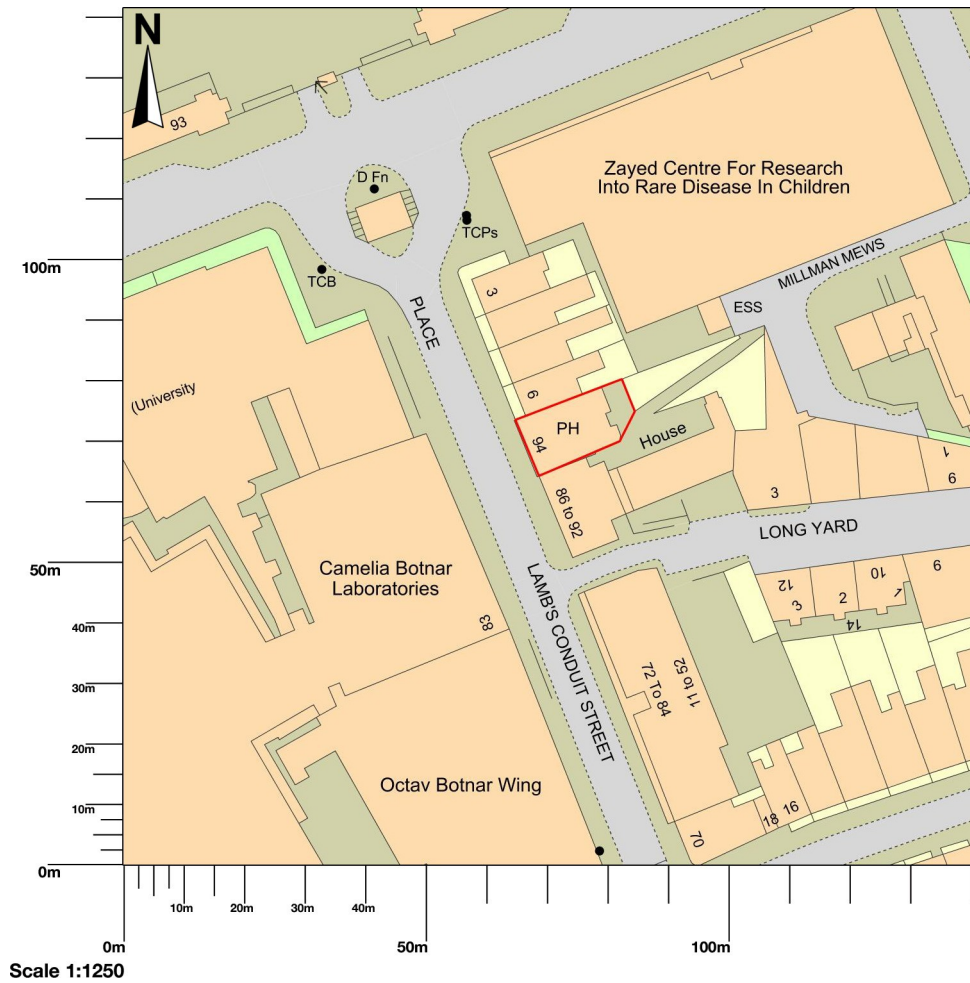 N
93
Zayed Centre For Research
Into Rare Disease In Children
D Fn
TCPs
TCB
100m
MILLMAN MEWS
ESS
3
PLACE
(University
6
PH
94
House
86 to 92
3
1
6
LONG YARD
50m
Camelia Botnar
Laboratories
83
LAMB'S CONDUIT STREET
12
10
9
3
2
1
14
40m
72 To 84
11 to 52
30m
20m
Octav Botnar Wing
10m
70
18
16
0m
10m
20m
30m
40m
0m
50m
100m
Scale 1:1250